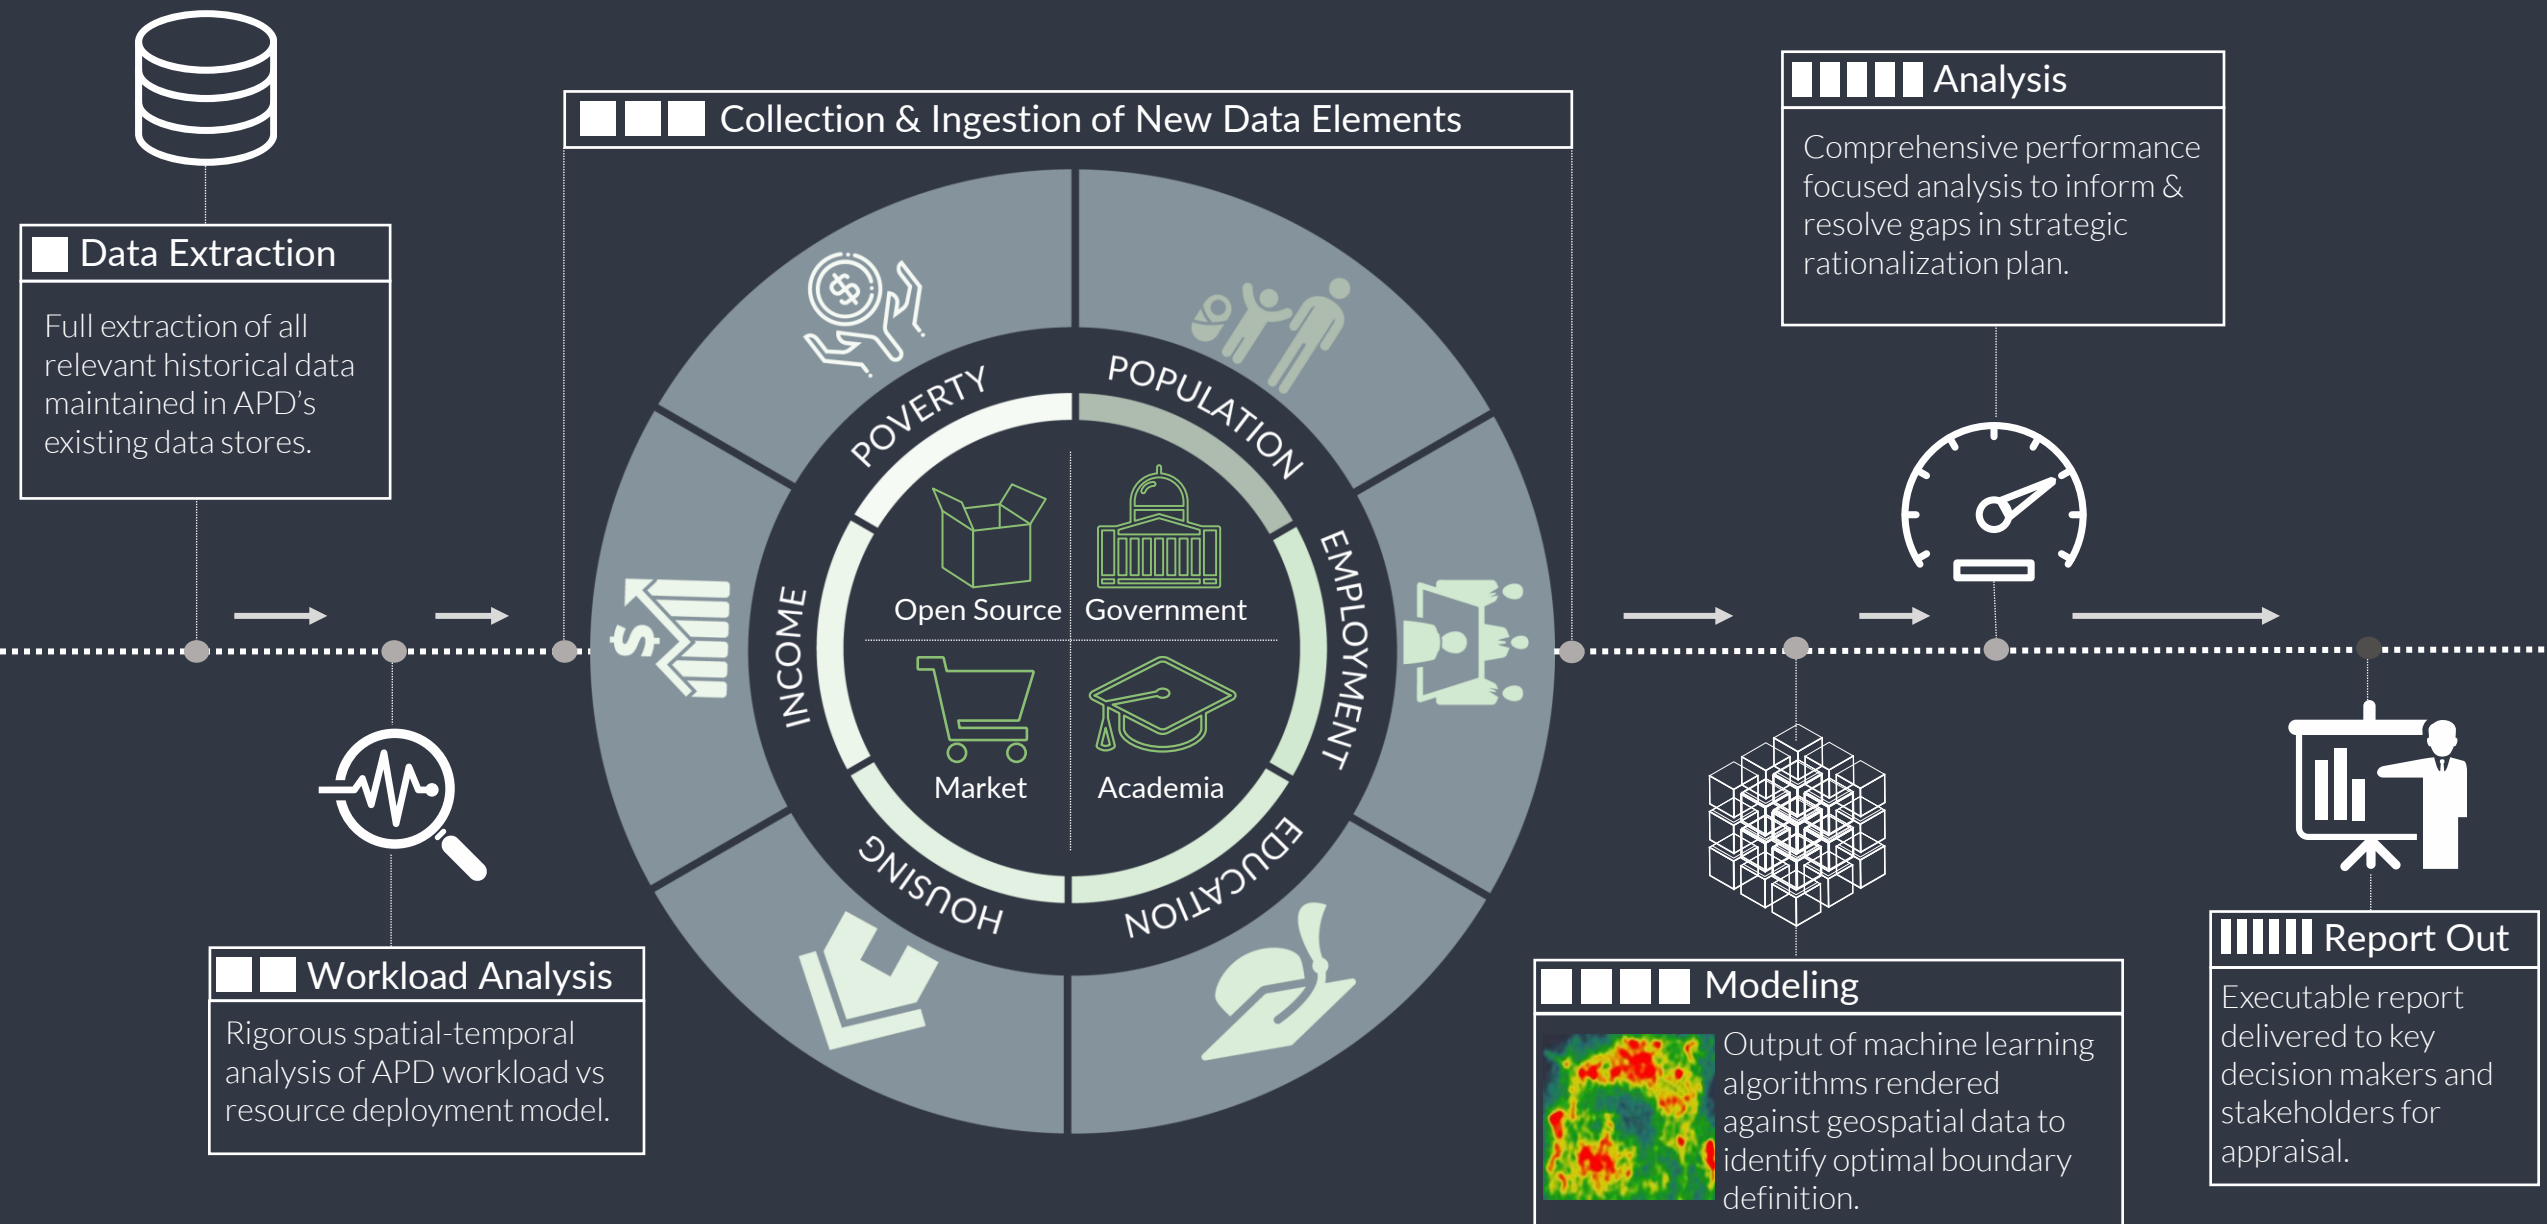 Data Extraction
Full extraction of all
relevant historical data
maintained in APD’s
existing data stores.
Workload Analysis
Rigorous spatial-temporal
analysis of APD workload vs
resource deployment model.
Collection & Ingestion of New Data Elements
POVERTY
POPULATION
EMPLOYMENT
EDUCATION
HOUSING
INCOME
Open Source
Government
Market
Academia
Modeling
Output of machine learning
algorithms rendered
against geospatial data to
identify optimal boundary
definition.
Analysis
Comprehensive performance
focused analysis to inform &
resolve gaps in strategic
rationalization plan.
Report Out
Executable report
delivered to key
decision makers and
stakeholders for
appraisal.